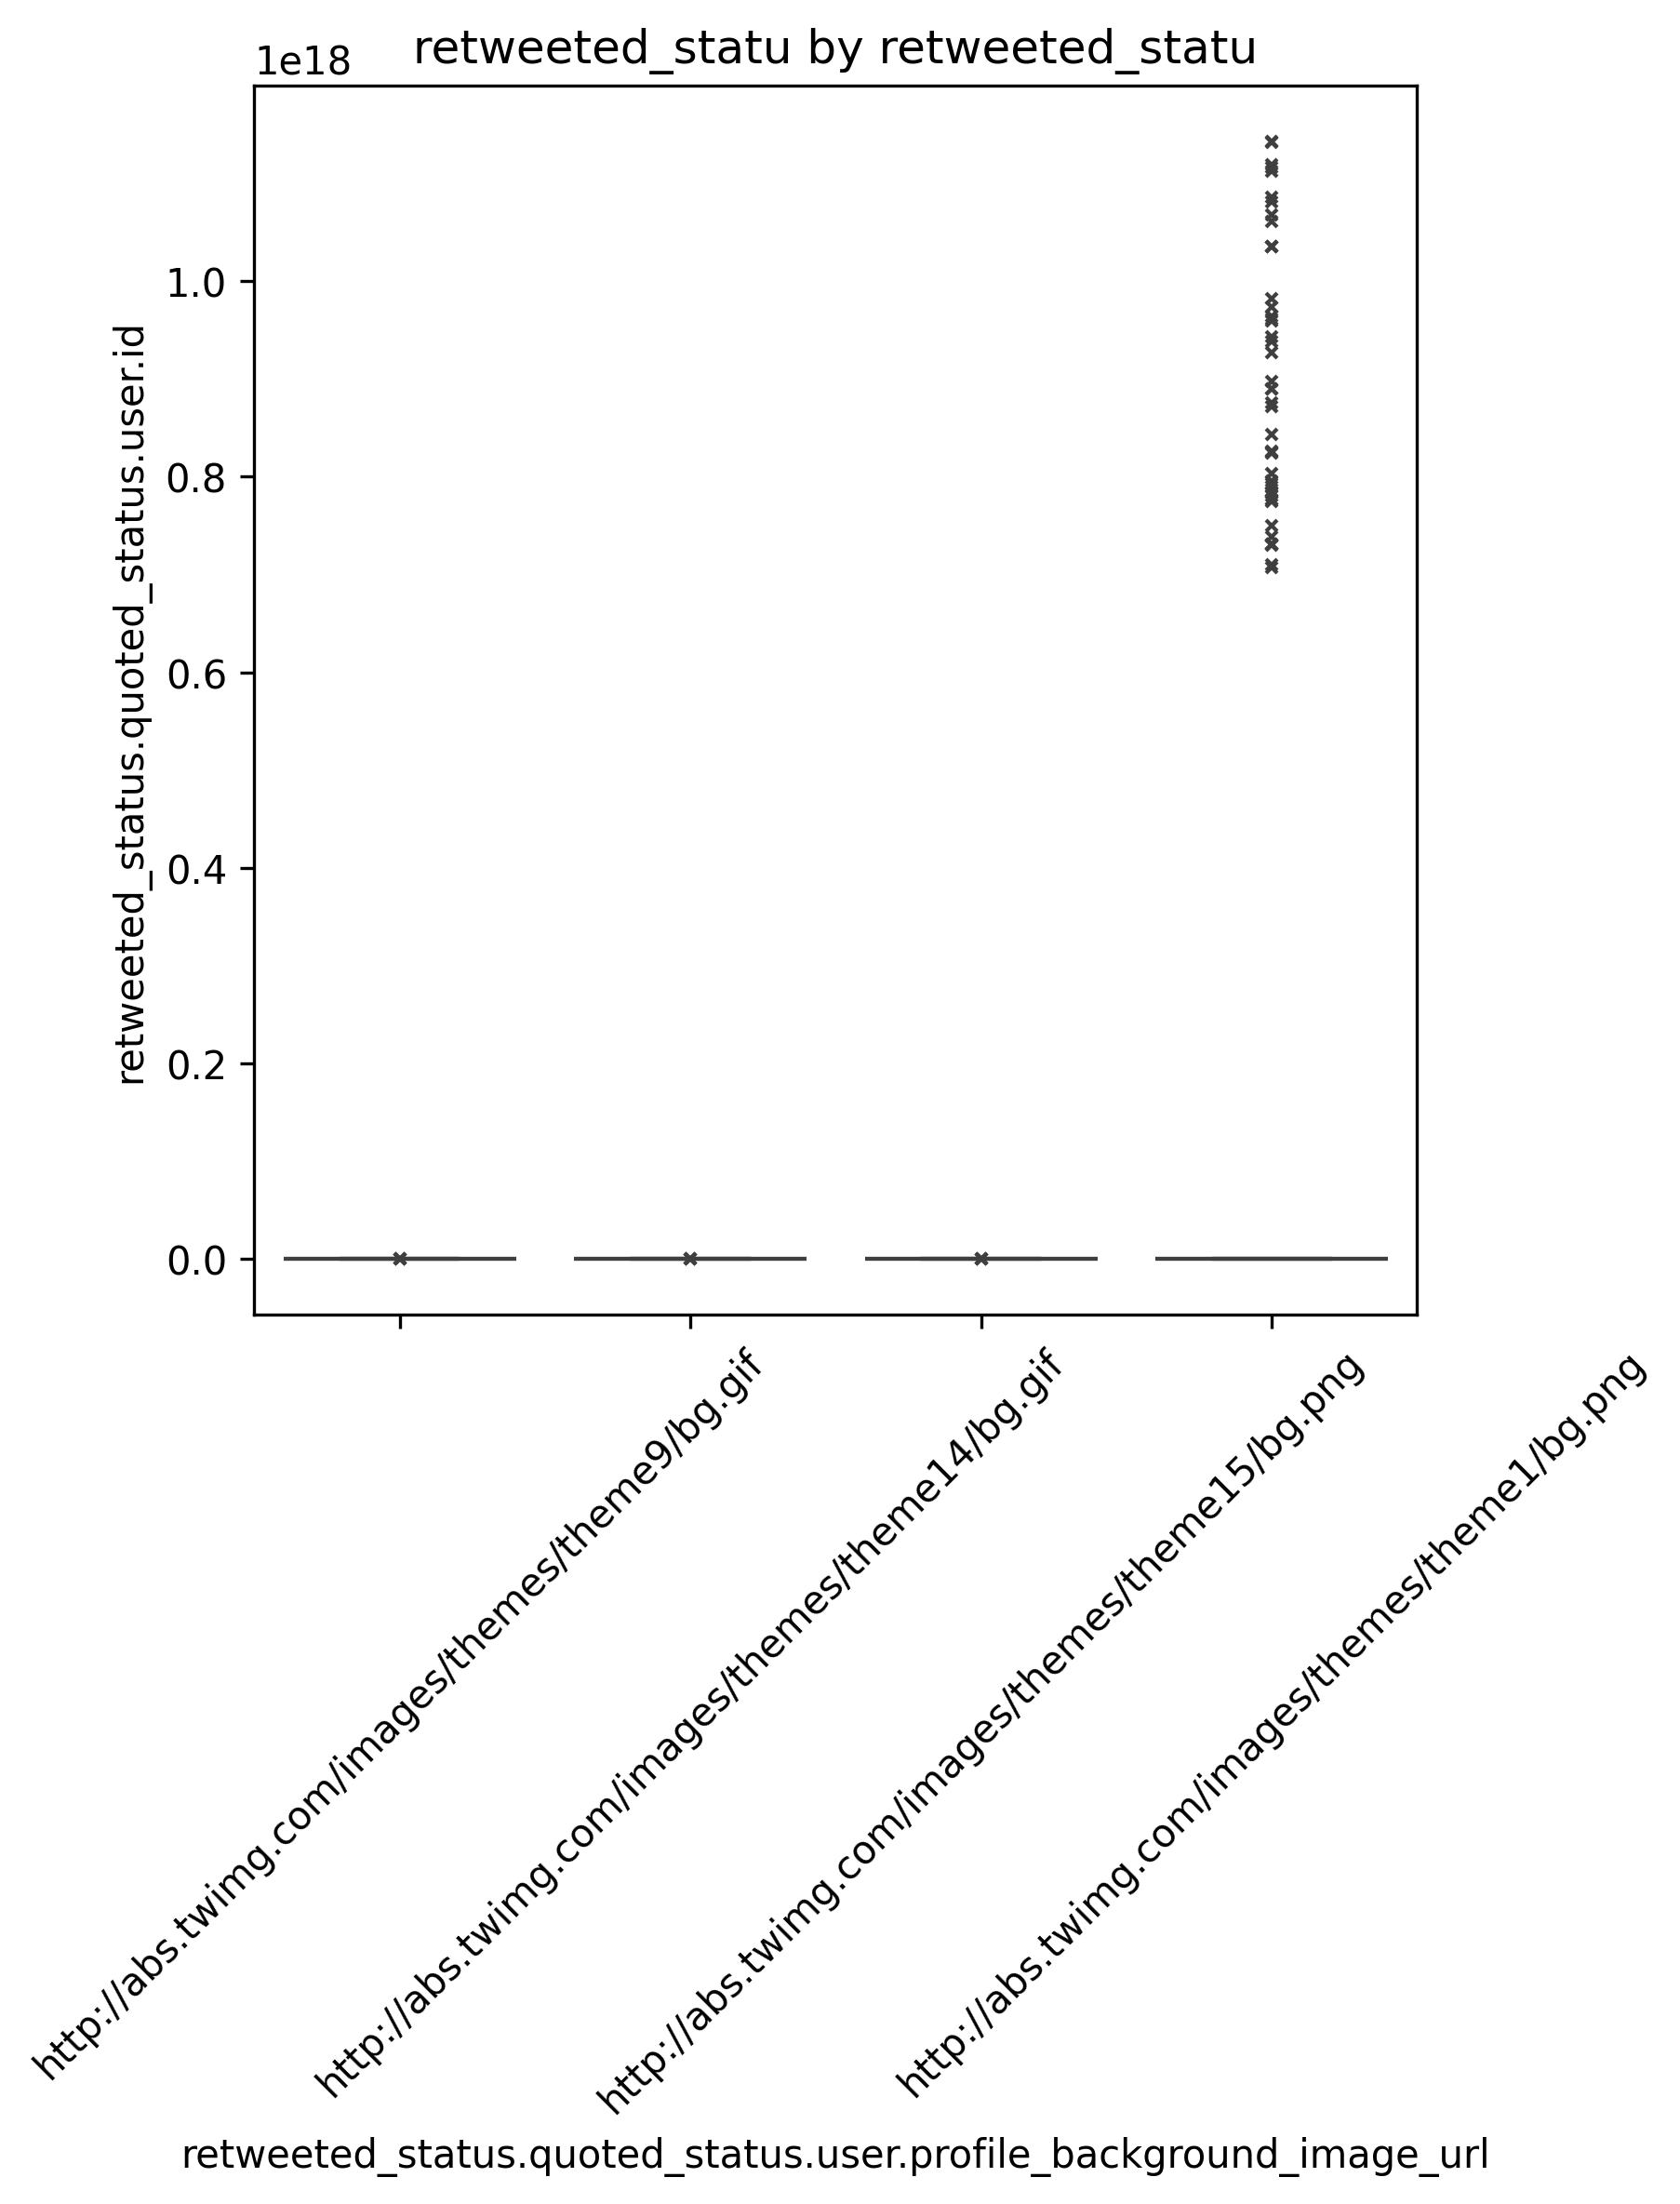 retweeted_statu by retweeted_statu
1e18
1.0
0.8
0.6
0.4
0.2
0.0
retweeted_status.quoted_status.user.id
http://abs.twimg.com/images/themes/theme9/bg.gif
http://abs.twimg.com/images/themes/theme14/bg.gif
http://abs.twimg.com/images/themes/theme15/bg.png
http://abs.twimg.com/images/themes/theme1/bg.png
retweeted_status.quoted_status.user.profile_background_image_url